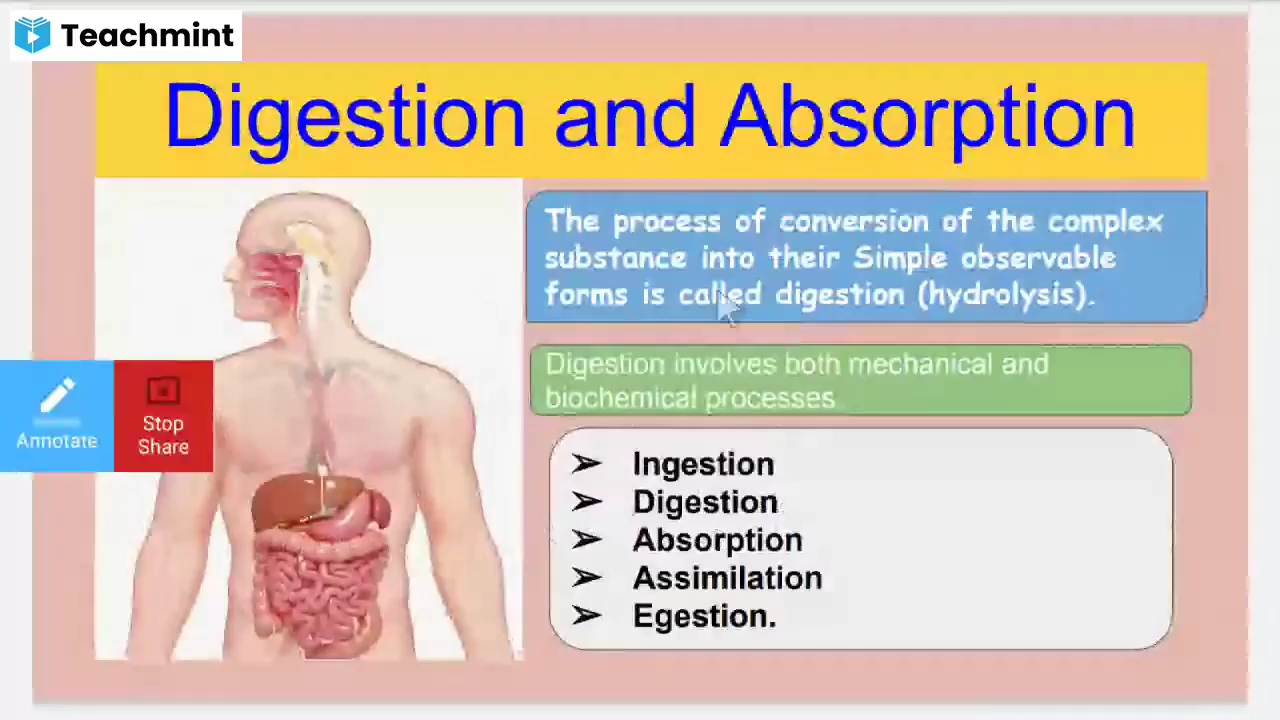 Teachmint
Digestion and Absorption
The process of conversion of the complex
substance into their Simple observable
forms is called digestion (hydrolysis).
Digestion involves both mechanical and
biochemical processes
Annotate
Stop
Share
➢ Ingestion
➢ Digestion
➢ Absorption
➢ Assimilation
➢ Egestion.